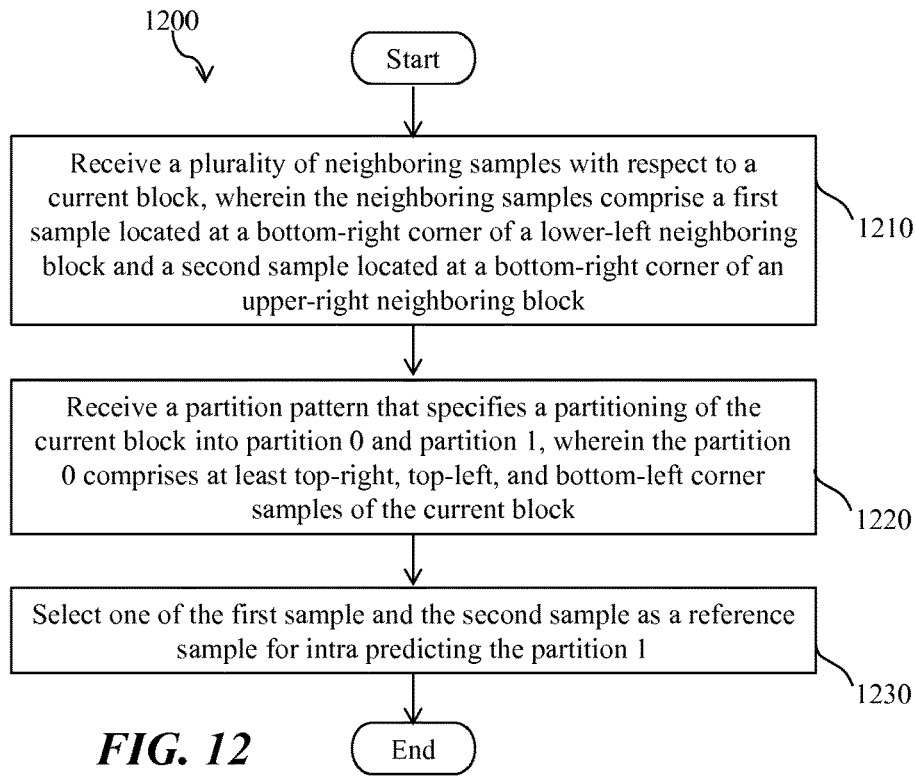 1200
Start
Receive a plurality of neighboring samples with respect to a
current block, wherein the neighboring samples comprise a first
sample located at a bottom-right corner of a lower-left neighboring
block and a second sample located at a bottom-right corner of an
upper-right neighboring block
1210
Receive a partition pattern that specifies a partitioning of the
current block into partition 0 and partition 1, wherein the partition
0 comprises at least top-right, top-left, and bottom-left corner
samples of the current block
1220
Select one of the first sample and the second sample as a reference
sample for intra predicting the partition 1
1230
FIG. 12
End